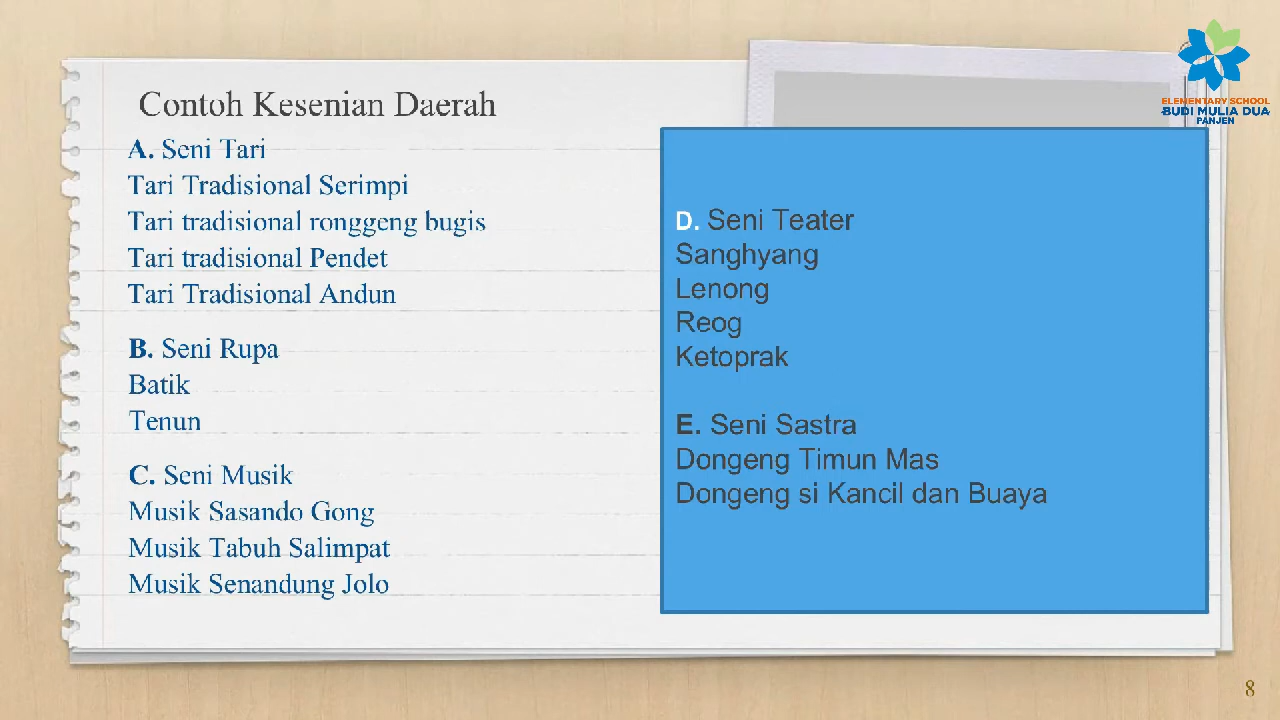 Contoh Kesenian Daerah
A. Seni Tari
Tari Tradisional Serimpi
Tari tradisional ronggeng bugis
Tari tradisional Pendet
Tari Tradisional Andun
B. Seni Rupa
Batik
Tenun
C. Seni Musik
Musik Sasando Gong
Musik Tabuh Salimpat
Musik Senandung Jolo
D. Seni Teater
Sanghyang
Lenong
Reog
Ketoprak
E. Seni Sastra
Dongeng Timun Mas
Dongeng si Kancil dan Buaya
ELEMENTARY SCHOOL
BUDI MULIA DUA
PANJEN
8